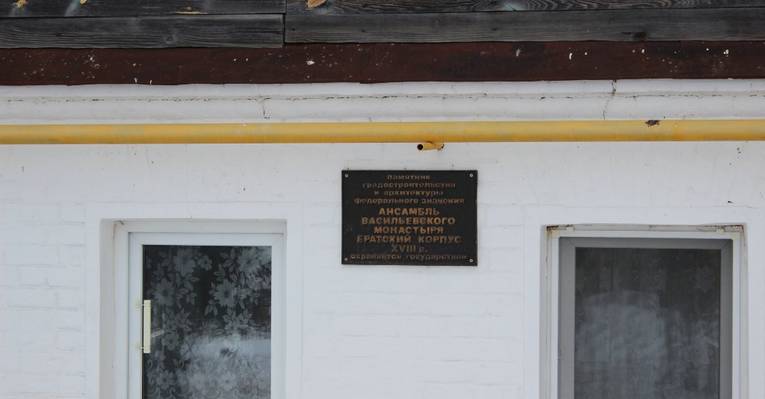 памятник
градостроительства
и архитектуры
федерального значения
АНСАМБЛЬ
ВАСИЛЬЕВСКОГО
МОНАСТЫРЯ
БРАТСКИЙ КОРПУС
XVIII в.
охраняется государством